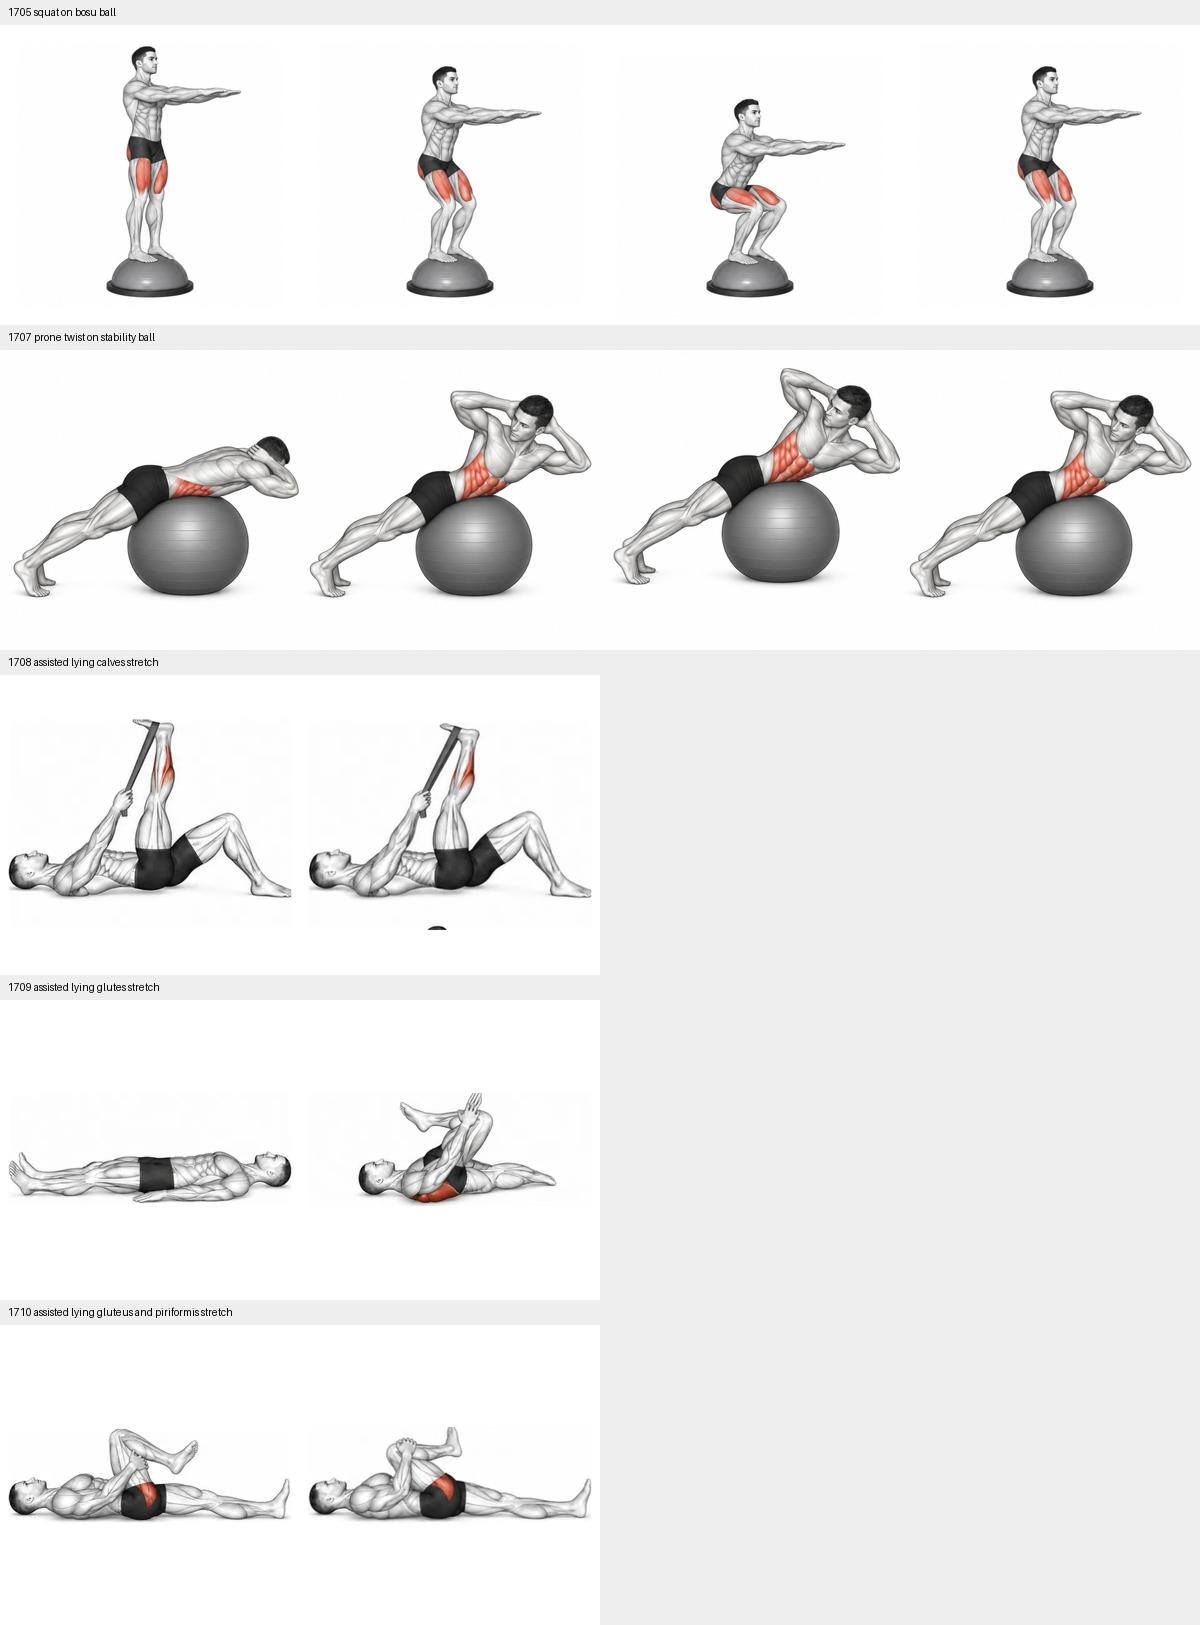 1705 squat on bosu ball
1707 prone twist on stability ball
1708 assisted lying calves stretch
1709 assisted lying glutes stretch
1710 assisted lying gluteus and piriformis stretch